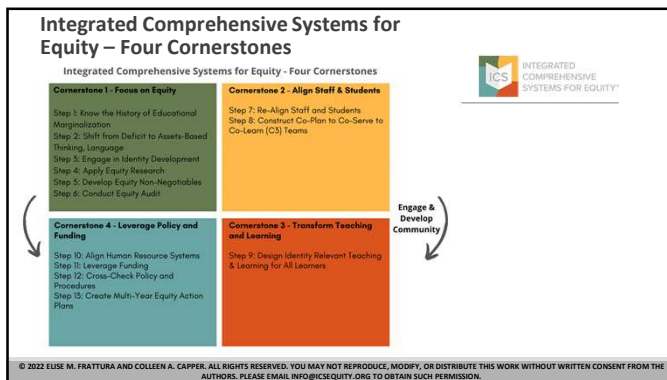 Integrated Comprehensive Systems for
Equity – Four Cornerstones
Integrated Comprehensive Systems for Equity - Four Cornerstones
ICS
INTEGRATED
COMPREHENSIVE
SYSTEMS FOR EQUITY
Cornerstone 1 - Focus on Equity
Step 1: Know the History of Educational
Marginalization
Step 2: Shift from Deficit to Assets-Based
Thinking, Language
Step 3: Engage in Identity Development
Step 4: Apply Equity Research
Step 5: Develop Equity Non-Negotiables
Step 6: Conduct Equity Audit
Cornerstone 2 - Align Staff & Students
Step 7: Re-Align Staff and Students
Step 8: Construct Co-Plan to Co-Serve to
Co-Learn (C3) Teams
Cornerstone 4 - Leverage Policy and
Funding
Step 10: Align Human Resource Systems
Step 11: Leverage Funding
Step 12: Cross-Check Policy and
Procedures
Step 13: Create Multi-Year Equity Action
Plans
Cornerstone 3 - Transform Teaching
and Learning
Step 9: Design Identity Relevant Teaching
& Learning for All Learners
Engage &
Develop
Community
© 2022 ELISE M. FRATTURA AND COLLEEN A. CAPPER. ALL RIGHTS RESERVED. YOU MAY NOT REPRODUCE, MODIFY, OR DISTRIBUTE THIS WORK WITHOUT WRITTEN CONSENT FROM THE
AUTHORS. PLEASE EMAIL INFO@ICSEQUITY.ORG TO OBTAIN SUCH PERMISSION.